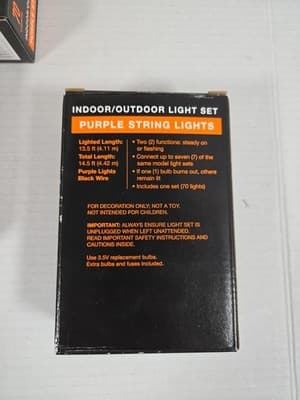 70
INDOOR/OUTDOOR LIGHT SET
PURPLE STRING LIGHTS
Lighted Length:
13.5 ft (4.11 m)
Total Length:
14.5 ft (4.42 m)
Purple Lights
Black Wire
• Two (2) functions: steady on
or flashing
• Connect up to seven (7) of the
same model light sets
• If one (1) bulb burns out, others
remain lit
• Includes one set (70 lights)
FOR DECORATION ONLY; NOT A TOY.
NOT INTENDED FOR CHILDREN.
IMPORTANT: ALWAYS ENSURE LIGHT SET IS
UNPLUGGED WHEN LEFT UNATTENDED.
READ IMPORTANT SAFETY INSTRUCTIONS AND
CAUTIONS INSIDE.
Use 3.5V replacement bulbs.
Extra bulbs and fuses included.